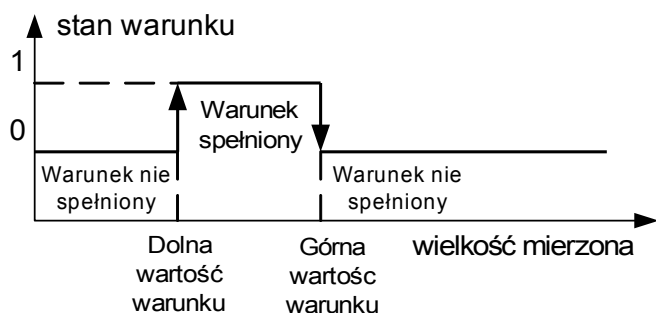 stan warunku
1
0
Warunek
spełniony
Warunek nie
spełniony
Warunek nie
spełniony
Dolna
wartość
warunku
Górna
wartośc
warunku
wielkość mierzona